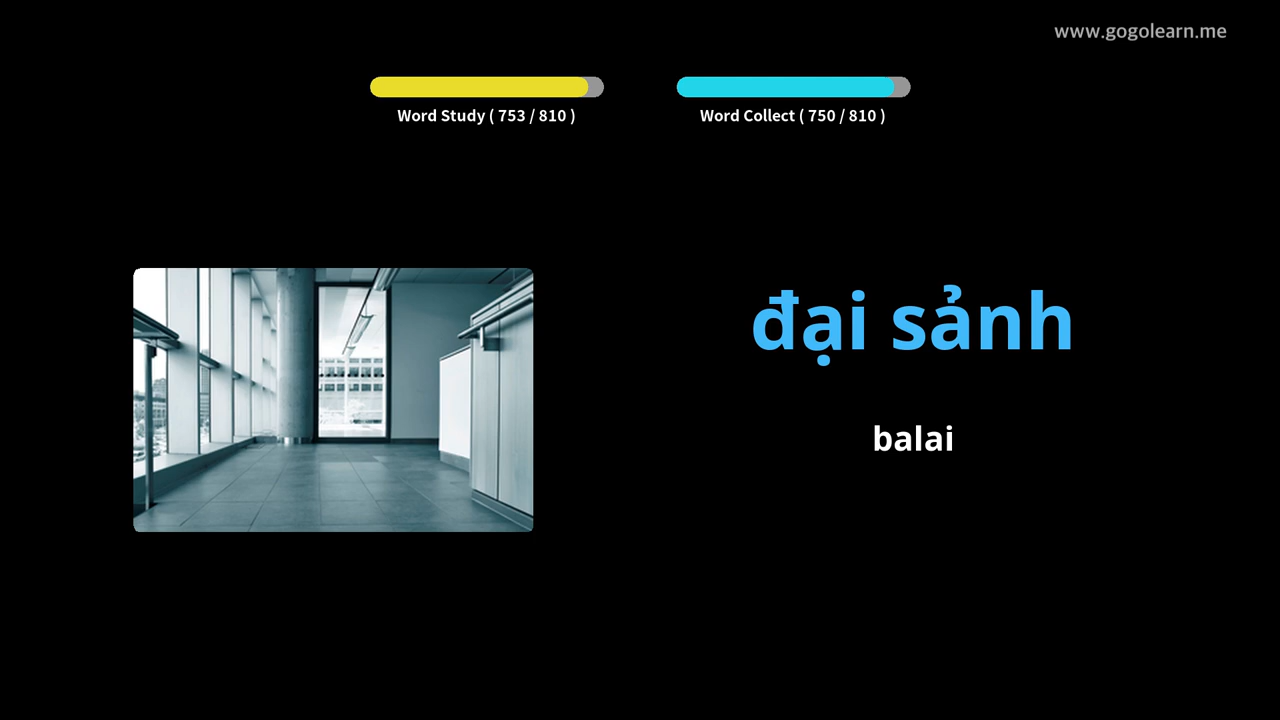 www.gogolearn.me
Word Study ( 753 / 810 )
Word Collect ( 750 / 810 )
đại sảnh
balai